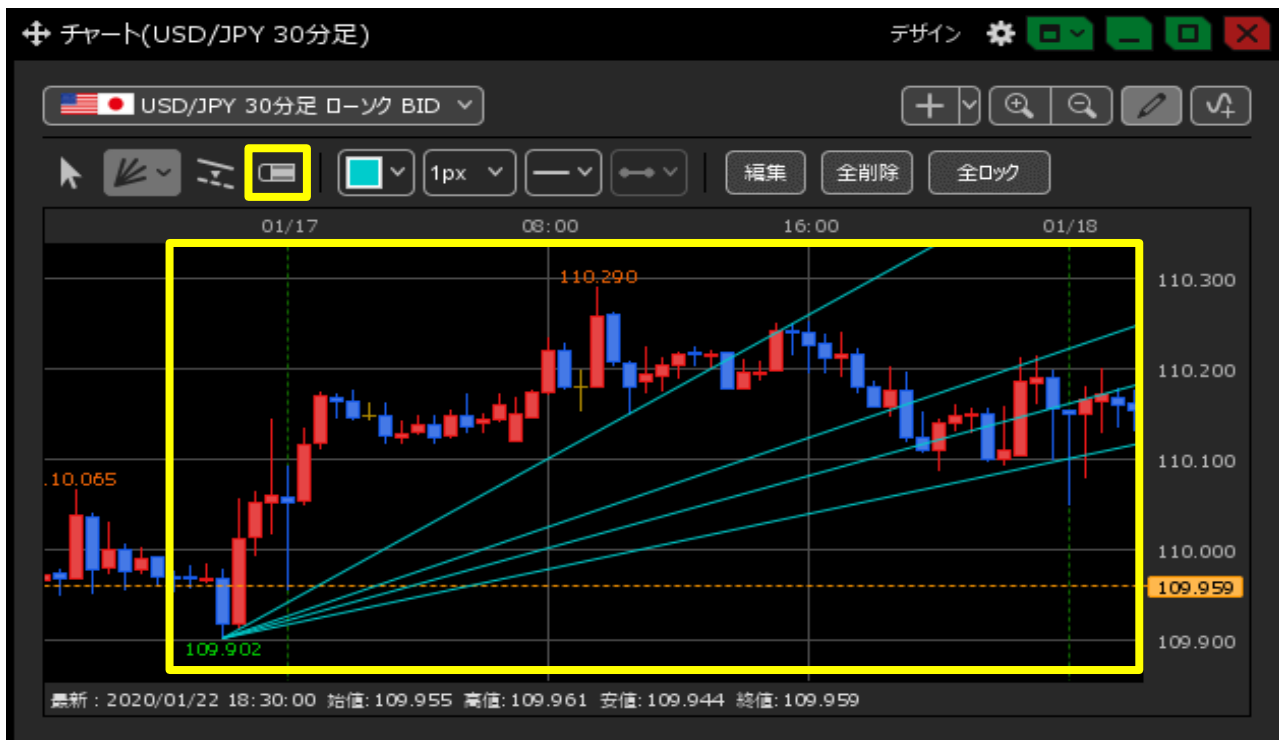 チャート(USD/JPY 30分足) デザイン
USD/JPY 30分足 ローソク BID
1px 編集 全削除 全ロック
01/17 08:00 16:00 01/18
110.290
110.300
110.200
110.100
.10.065
110.000
109.959
109.900
109.902
最新：2020/01/22 18:30:00 始値:109.955 高値:109.961 安値:109.944 終値:109.959